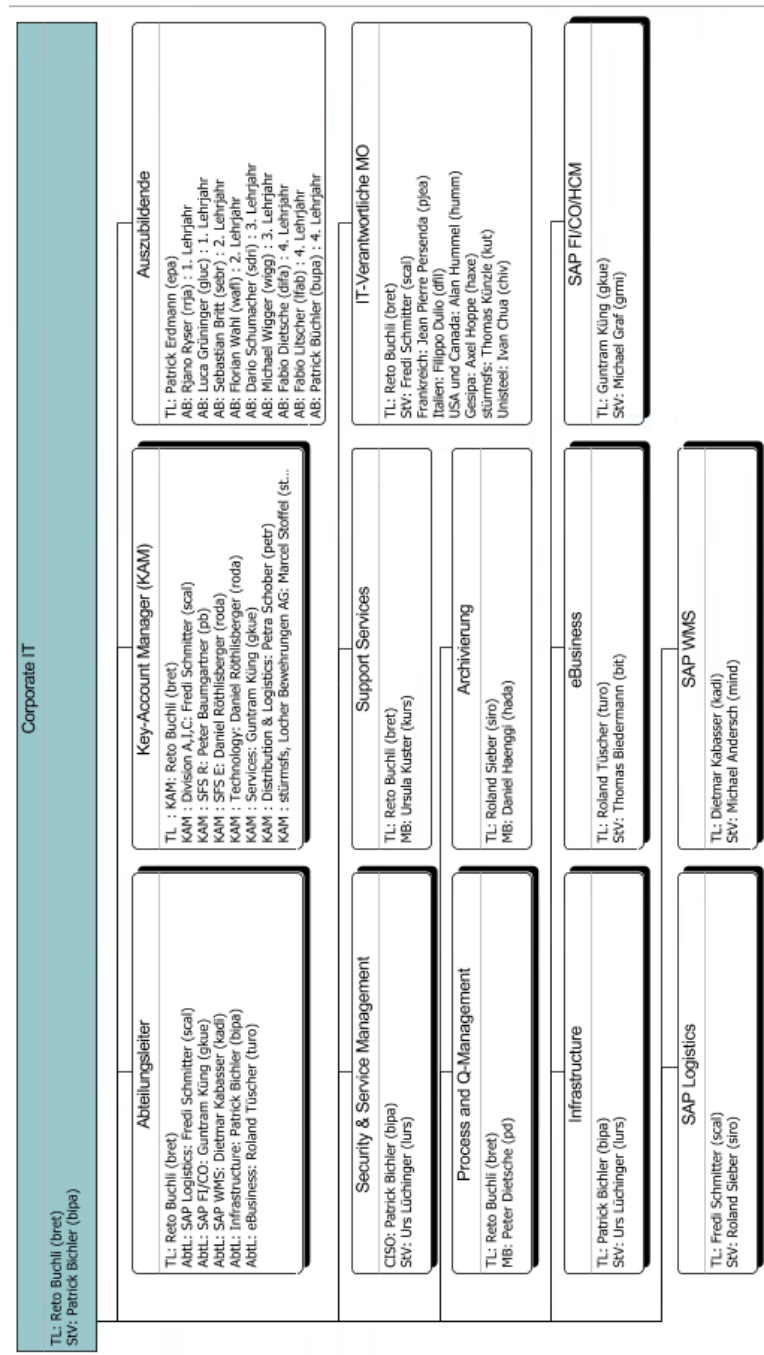 Corporate IT
TL: Reto Buchli (bret)
StV: Patrick Bichler (bipa)
Abteilungsleiter
TL: Reto Buchli (bret)
AbtL: SAP Logistics: Fredi Schmitter (scal)
AbtL: SAP FI/CO: Guntram Küng (gkue)
AbtL: SAP WMS: Dietmar Kabasser (kadi)
AbtL: Infrastructure: Patrick Bichler (bipa)
AbtL: eBusiness: Roland Tüscher (turo)
Key-Account Manager (KAM)
TL : KAM: Reto Buchli (bret)
KAM : Division A,I,C: Fredi Schmitter (scal)
KAM : SFS R: Peter Baumgartner (pb)
KAM : SFS E: Daniel Röthlisberger (roda)
KAM : Technology: Daniel Röthlisberger (roda)
KAM : Services: Guntram Küng (gkue)
KAM : Distribution & Logistics: Petra Schober (petr)
KAM : stürmsfs, Locher Bewehrungen AG: Marcel Stoffel (st...
Auszubildende
TL: Patrick Erdmann (epa)
AB: Rjano Ryser (rrja) : 1. Lehrjahr
AB: Luca Grüninger (gluc) : 1. Lehrjahr
AB: Sebastian Britt (sebr) : 2. Lehrjahr
AB: Florian Wahl (wafl) : 2. Lehrjahr
AB: Dario Schumacher (sdri) : 3. Lehrjahr
AB: Michael Wigger (wigg) : 3. Lehrjahr
AB: Fabio Dietsche (difa) : 4. Lehrjahr
AB: Fabio Litscher (lfab) : 4. Lehrjahr
AB: Patrick Büchler (bupa) : 4. Lehrjahr
Security & Service Management
CISO: Patrick Bichler (bipa)
StV: Urs Lüchinger (lurs)
Support Services
TL: Reto Buchli (bret)
MB: Ursula Kuster (kurs)
IT-Verantwortliche MO
TL: Reto Buchli (bret)
StV: Fredi Schmitter (scal)
Frankreich: Jean Pierre Persenda (pjea)
Italien: Filippo Dulio (dfil)
USA und Canada: Alan Hummel (humm)
Gesipa: Axel Hoppe (haxe)
stürmsfs: Thomas Künzle (kut)
Unisteel: Ivan Chua (chiv)
Process and Q-Management
TL: Reto Buchli (bret)
MB: Peter Dietsche (pd)
Archivierung
TL: Roland Sieber (siro)
MB: Daniel Haenggi (hada)
Infrastructure
TL: Patrick Bichler (bipa)
StV: Urs Lüchinger (lurs)
eBusiness
TL: Roland Tüscher (turo)
StV: Thomas Biedermann (bit)
SAP FI/CO/HCM
TL: Guntram Küng (gkue)
StV: Michael Graf (grmi)
SAP Logistics
TL: Fredi Schmitter (scal)
StV: Roland Sieber (siro)
SAP WMS
TL: Dietmar Kabasser (kadi)
StV: Michael Andersch (mind)